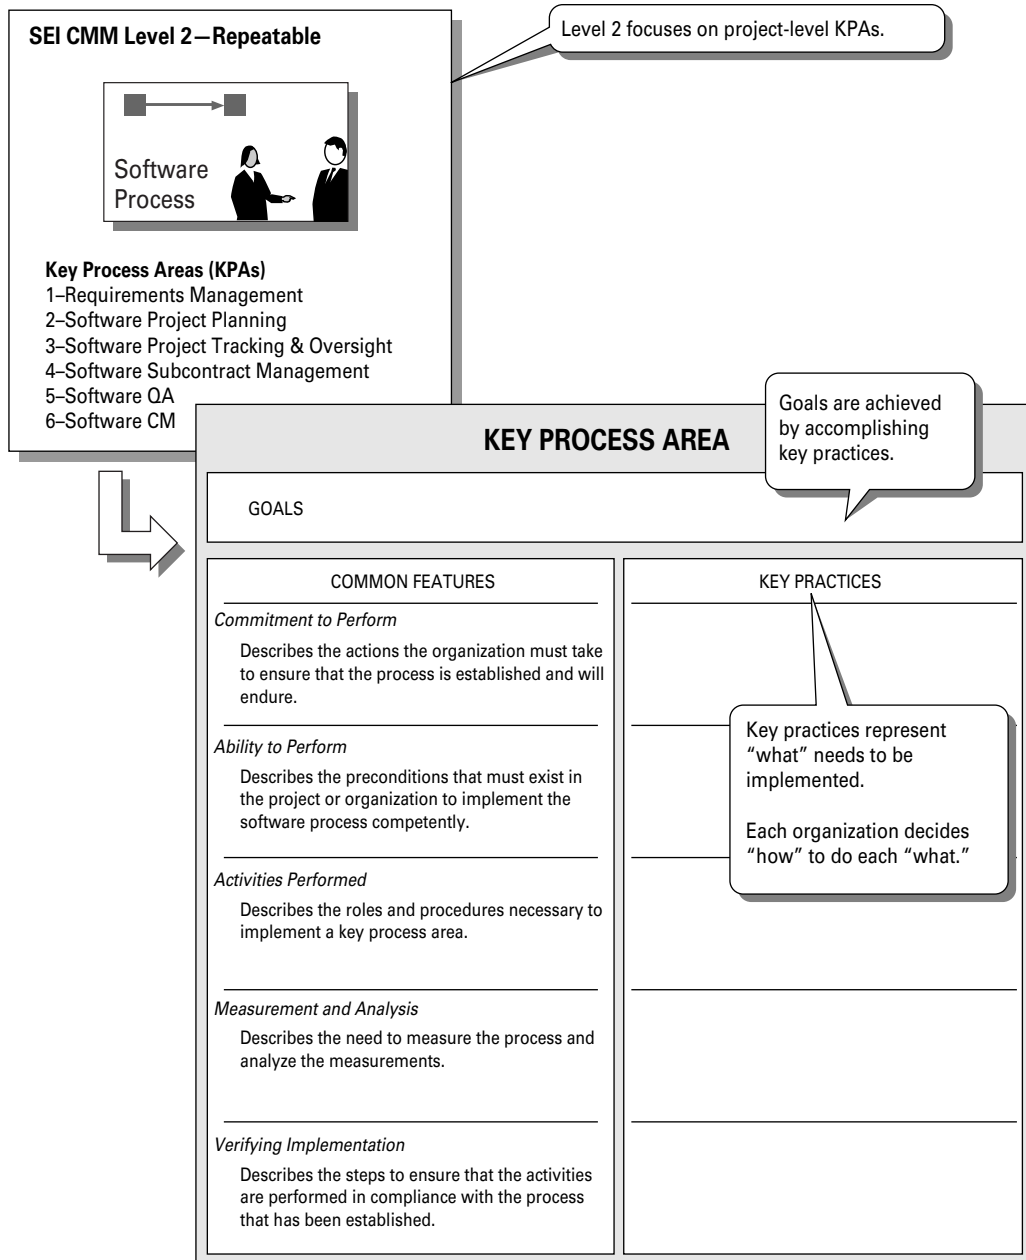 SEI CMM Level 2—Repeatable
Level 2 focuses on project-level KPAs.
Software
Process
Key Process Areas (KPAs)
1–Requirements Management
2–Software Project Planning
3–Software Project Tracking & Oversight
4–Software Subcontract Management
5–Software QA
6–Software CM
KEY PROCESS AREA
Goals are achieved
by accomplishing
key practices.
GOALS
COMMON FEATURES
Commitment to Perform
Describes the actions the organization must take
to ensure that the process is established and will
endure.
Ability to Perform
Describes the preconditions that must exist in
the project or organization to implement the
software process competently.
Activities Performed
Describes the roles and procedures necessary to
implement a key process area.
Measurement and Analysis
Describes the need to measure the process and
analyze the measurements.
Verifying Implementation
Describes the steps to ensure that the activities
are performed in compliance with the process
that has been established.
KEY PRACTICES
Key practices represent
“what” needs to be
implemented.
Each organization decides
“how” to do each “what.”